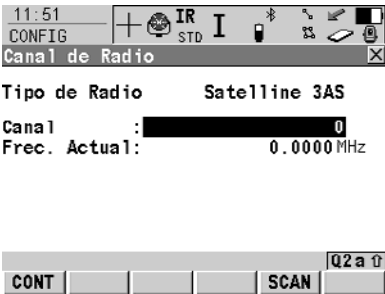 11:51
CONFIG
IR
STD
I
Canal de Radio
Tipo de Radio Satelline 3AS
Canal : 0
Frec. Actual: 0.0000 MHz
Q2a⇧
CONT SCAN